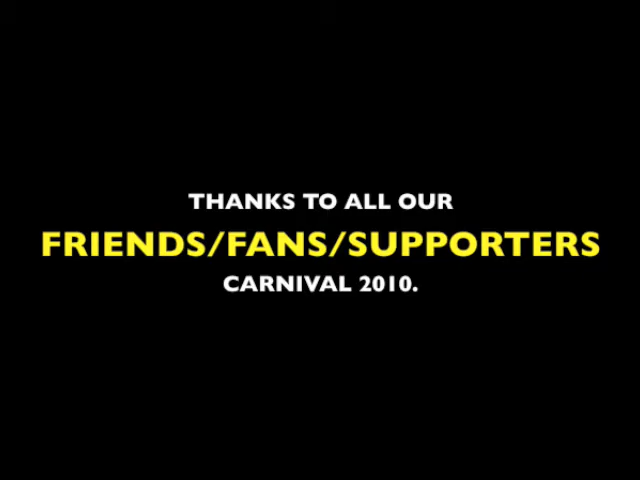 THANKS TO ALL OUR
FRIENDS/FANS/SUPPORTERS
CARNIVAL 2010.